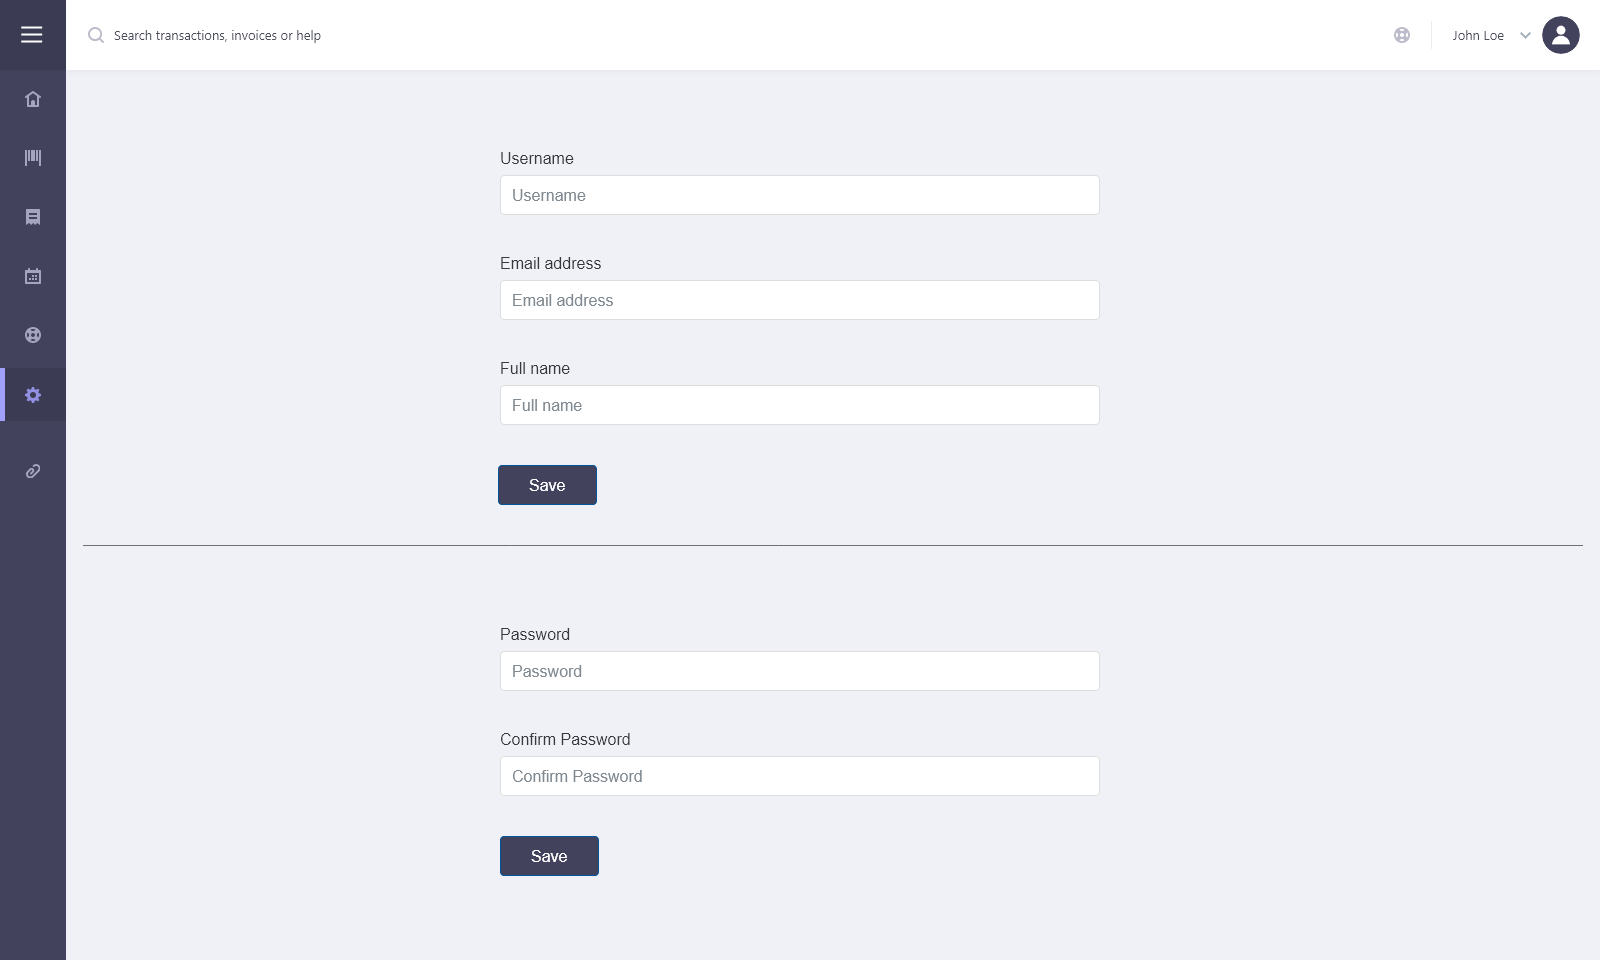 Search transactions, invoices or help
John Loe
Username
Username
Email address
Email address
Full name
Full name
Save
Password
Password
Confirm Password
Confirm Password
Save